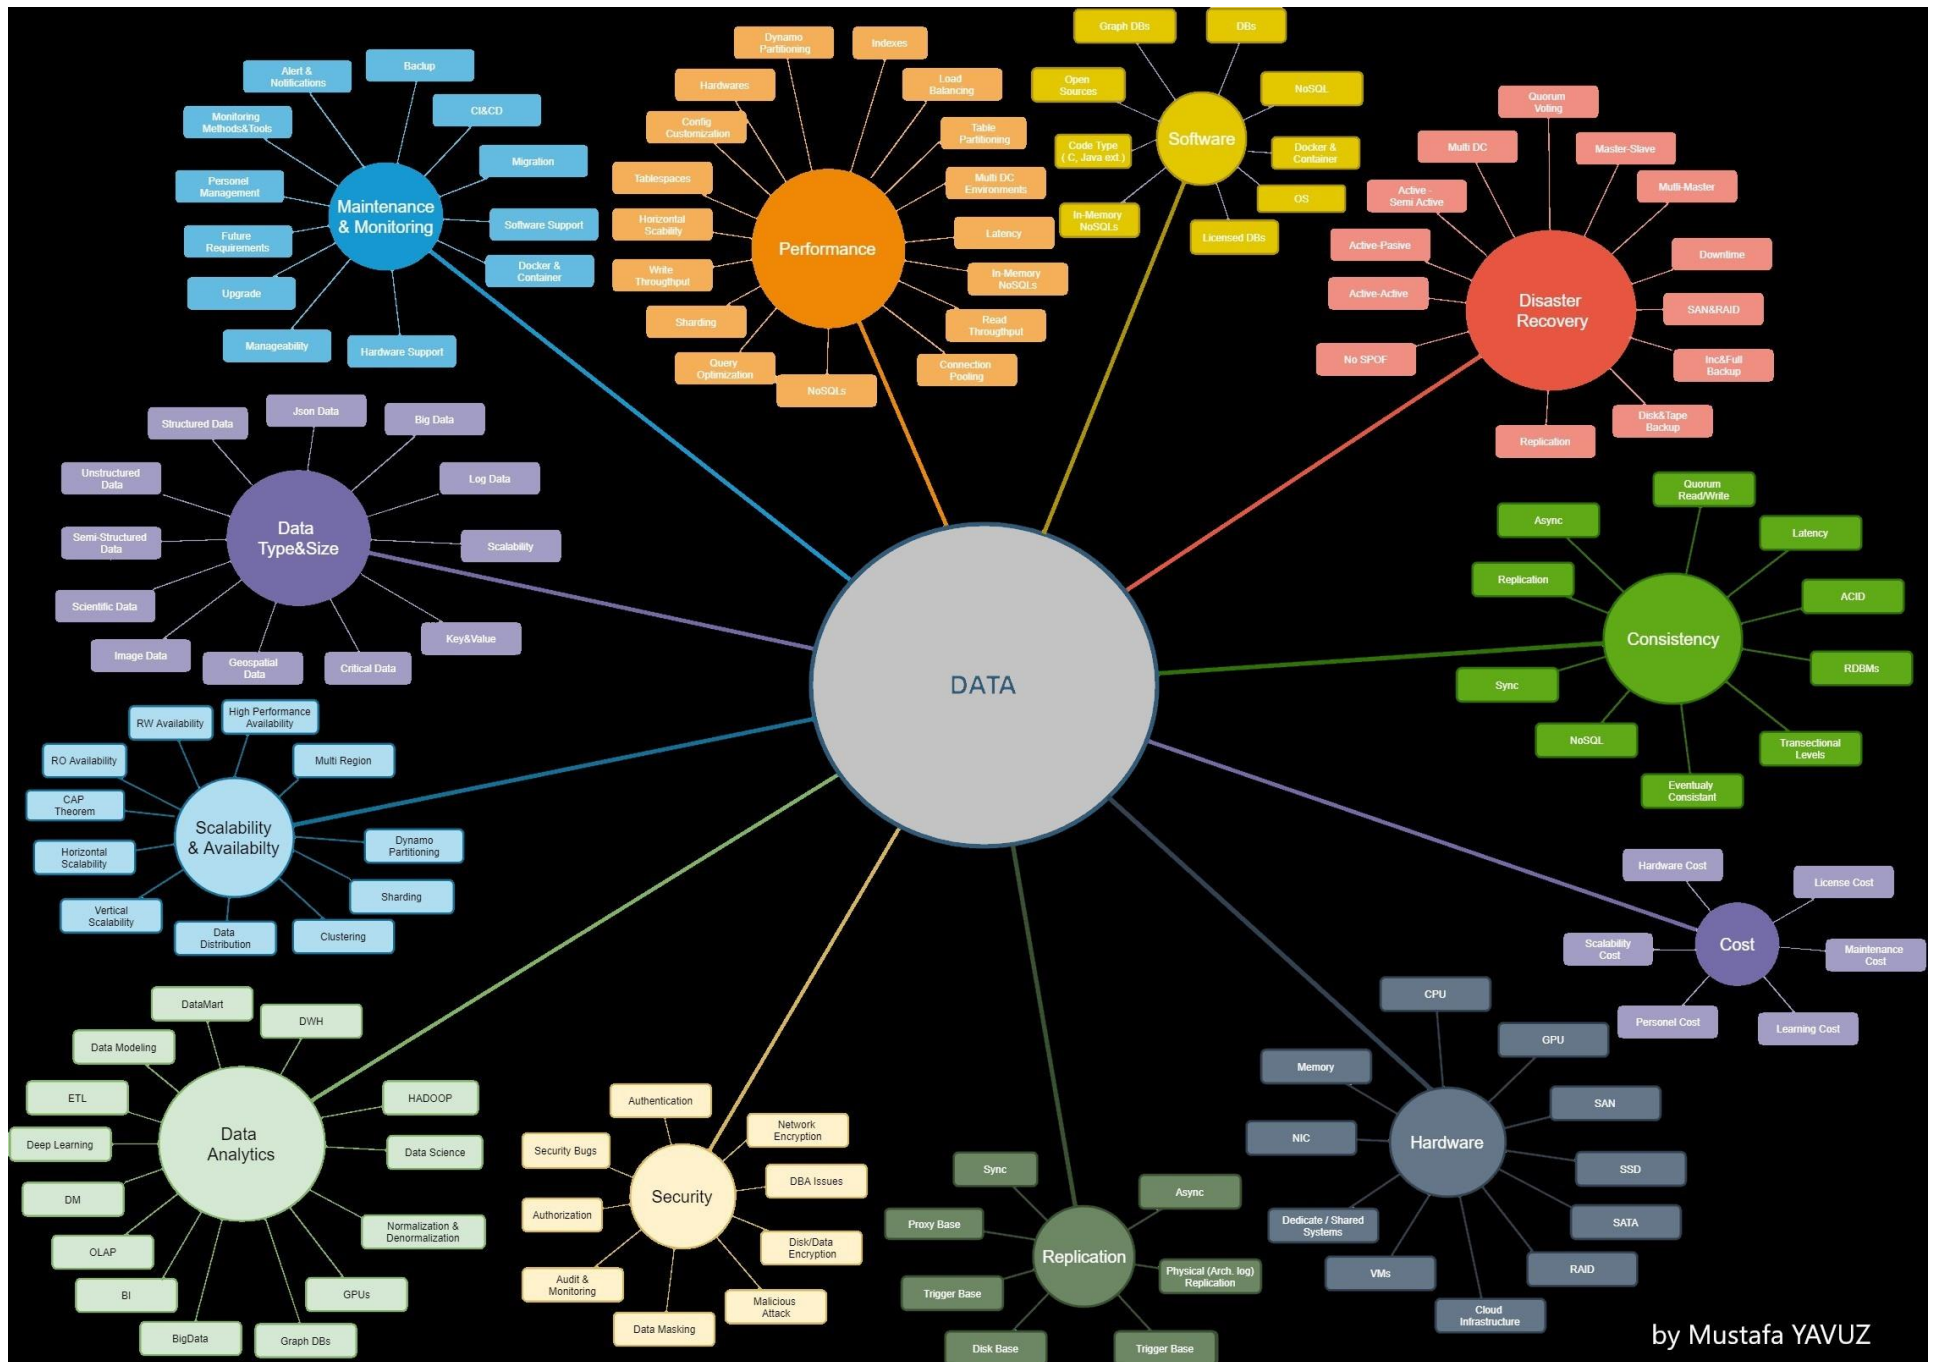 Alert &
Notifications
Backup
CI&CD
Monitoring
Methods&Tools
Migration
Personel
Management
Maintenance
& Monitoring
Software Support
Future
Requirements
Docker &
Container
Upgrade
Manageability
Hardware Support
Dynamo
Partitioning
Indexes
Hardwares
Load
Balancing
Config
Customization
Table
Partitioning
Tablespaces
Multi DC
Environments
Horizontal
Scability
Performance
Latency
Write
Througthput
In-Memory
NoSQLs
Sharding
Read
Througthput
Query
Optimization
NoSQLs
Connection
Pooling
Graph DBs
DBs
Open
Sources
NoSQL
Software
Code Type
( C, Java ext.)
Docker &
Container
OS
In-Memory
NoSQLs
Licensed DBs
Quorum
Voting
Multi DC
Master-Slave
Active -
Semi Active
Multi-Master
Active-Pasive
Downtime
Active-Active
Disaster
Recovery
SAN&RAID
No SPOF
Inc&Full
Backup
Disk&Tape
Backup
Replication
Structured Data
Json Data
Big Data
Unstructured
Data
Log Data
Data
Type&Size
Semi-Structured
Data
Scalability
Scientific Data
Image Data
Geospatial
Data
Critical Data
Key&Value
Quorum
Read/Write
Async
Latency
Replication
ACID
Consistency
Sync
RDBMs
NoSQL
Transectional
Levels
Eventualy
Consistant
DATA
RW Availability
High Performance
Availability
RO Availability
Multi Region
CAP
Theorem
Scalability
& Availabilty
Dynamo
Partitioning
Horizontal
Scalability
Sharding
Vertical
Scalability
Data
Distribution
Clustering
Hardware Cost
License Cost
Scalability
Cost
Cost
Maintenance
Cost
Personel Cost
Learning Cost
DataMart
DWH
Data Modeling
ETL
HADOOP
Deep Learning
Data
Analytics
Data Science
DM
Normalization &
Denormalization
OLAP
BI
GPUs
BigData
Graph DBs
Authentication
Network
Encryption
Security Bugs
DBA Issues
Security
Authorization
Disk/Data
Encryption
Audit &
Monitoring
Malicious
Attack
Data Masking
Sync
Async
Proxy Base
Replication
Physical (Arch. log)
Replication
Trigger Base
Disk Base
Trigger Base
CPU
GPU
Memory
SAN
NIC
Hardware
SSD
Dedicate / Shared
Systems
SATA
VMs
RAID
Cloud
Infrastructure
by Mustafa YAVUZ